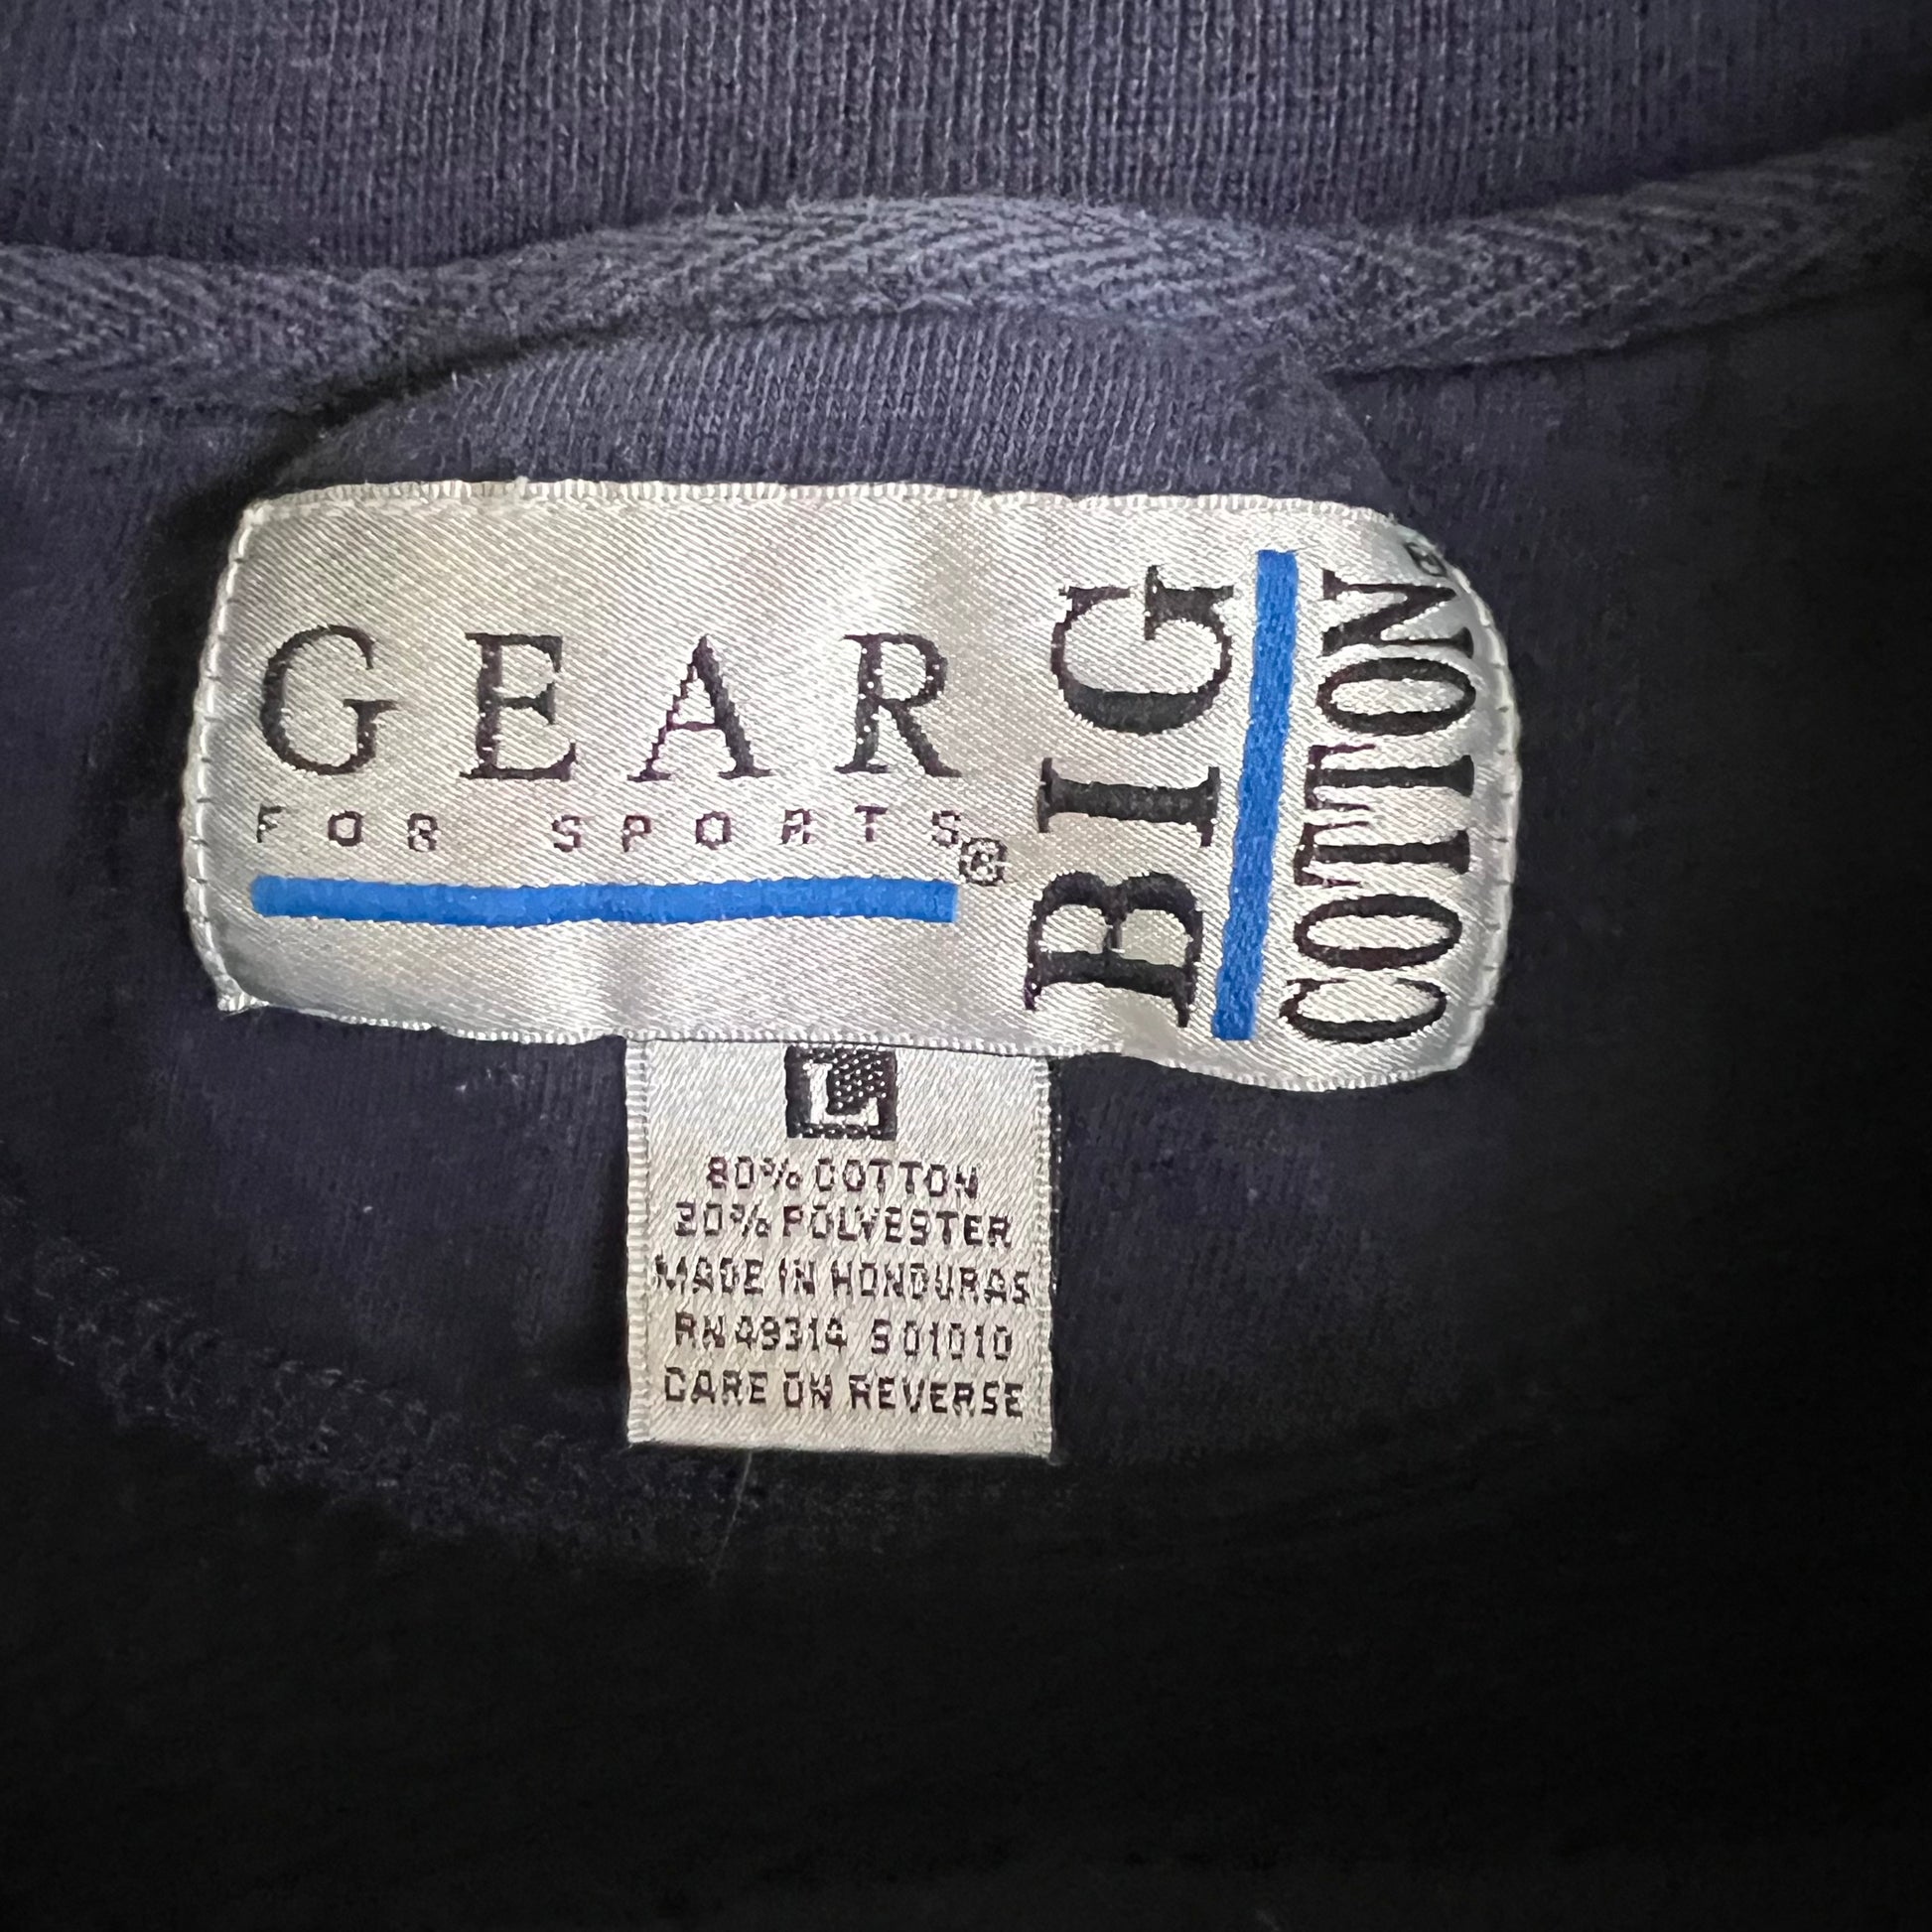 GEAR
FOR SPORTS®
BIG
COTTON®
L
80% COTTON
20% POLYESTER
MADE IN HONDURAS
RN 49314 S01010
CARE ON REVERSE